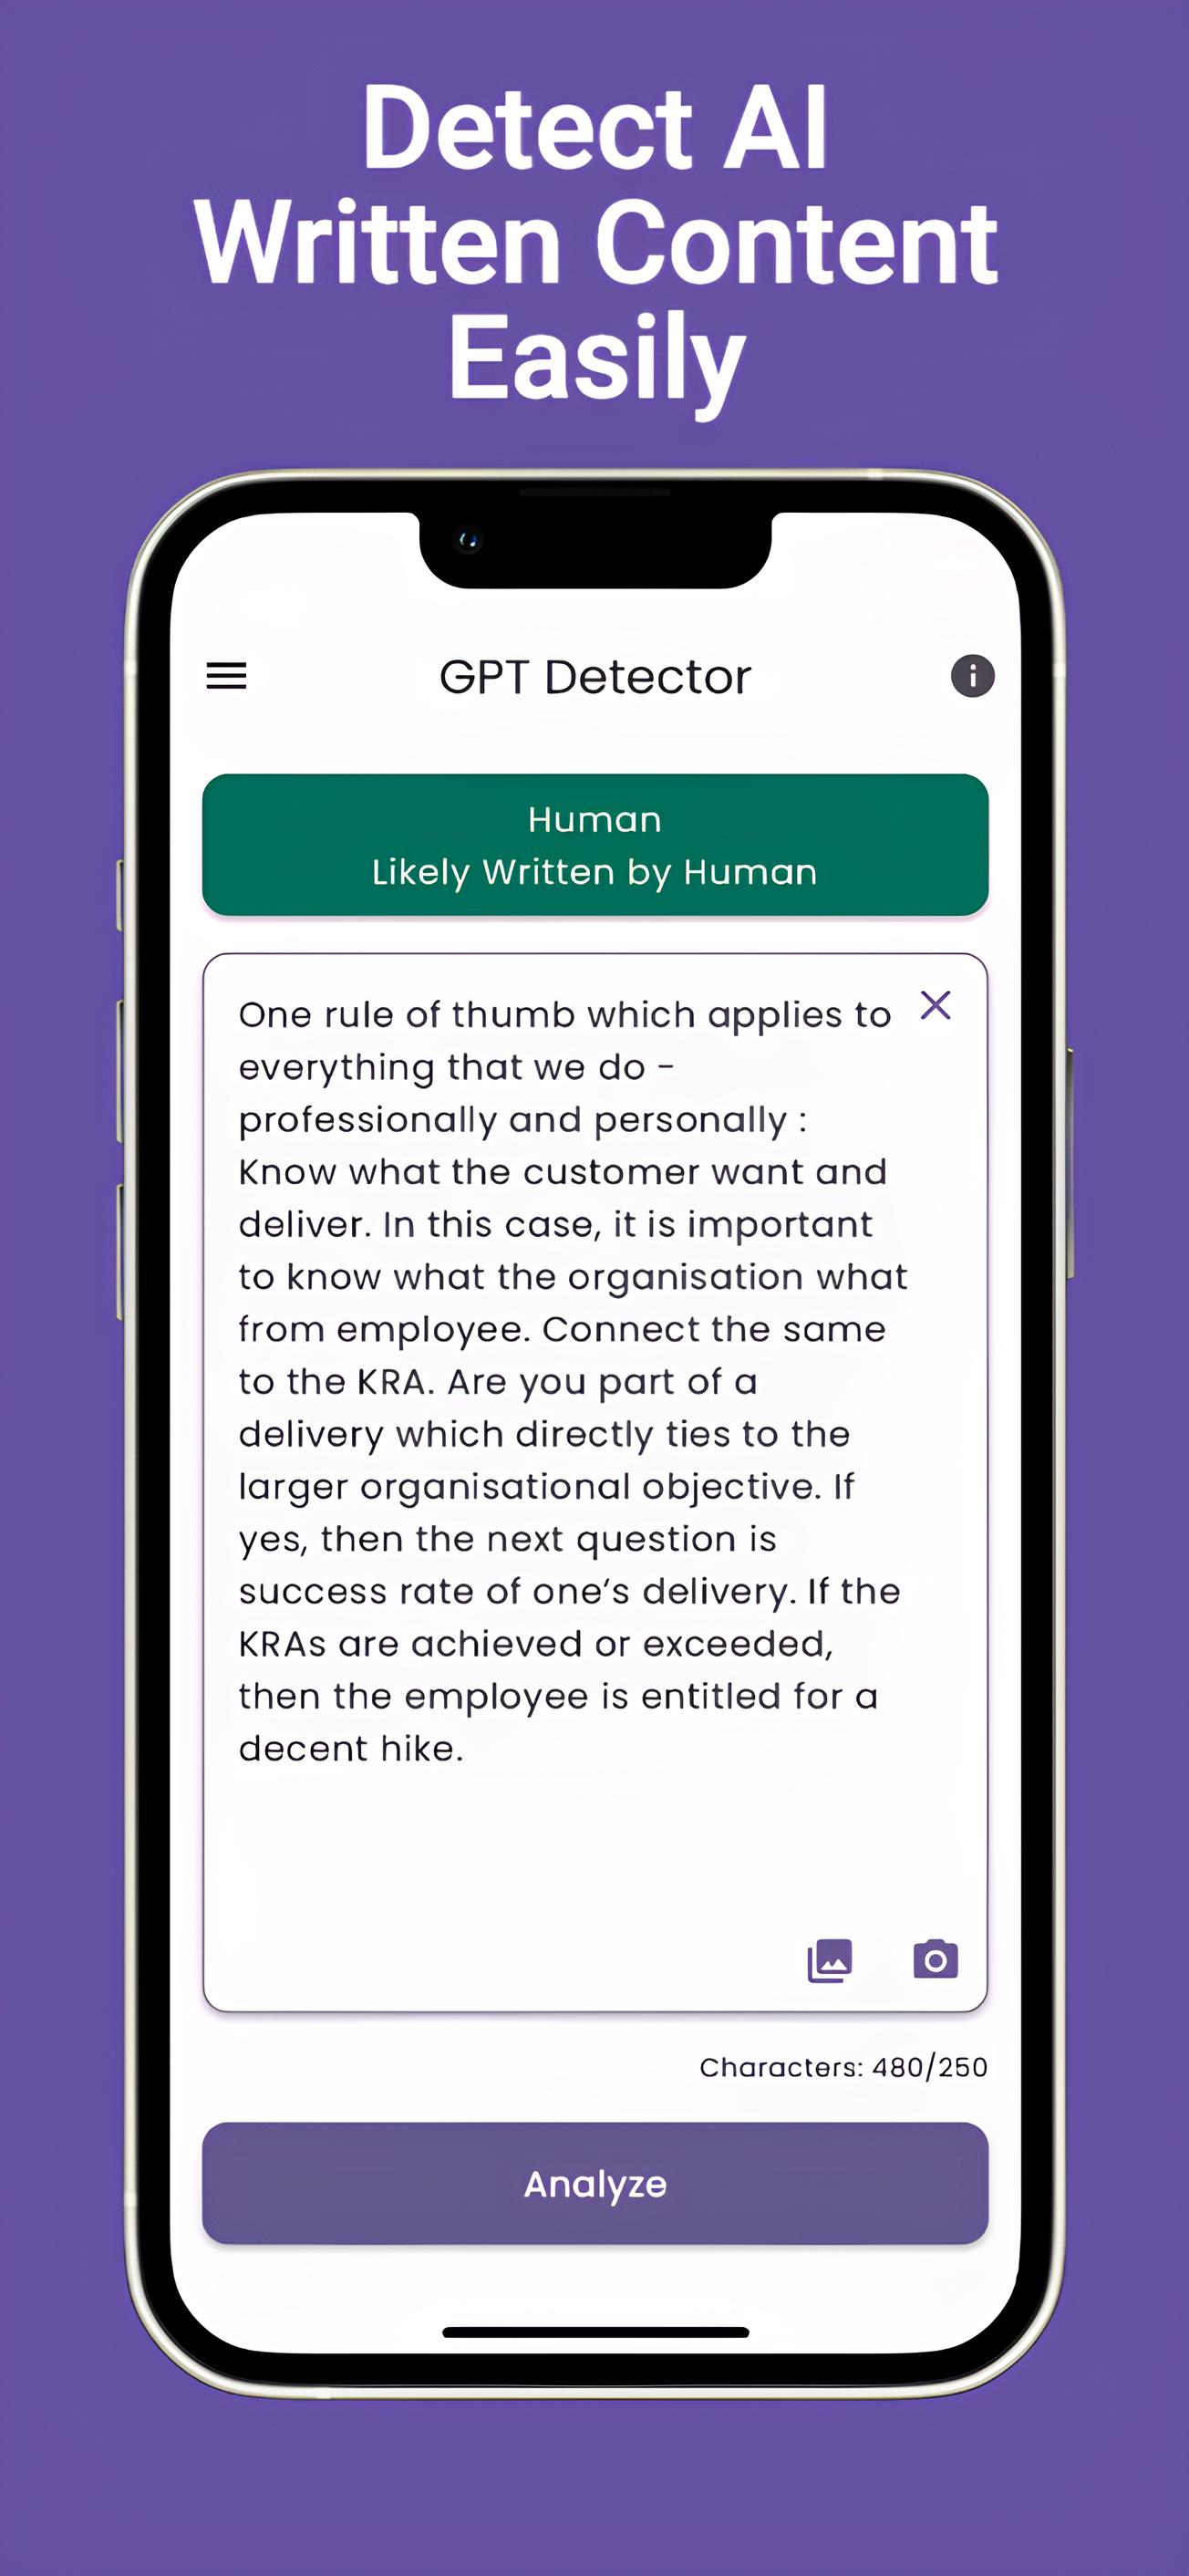 Detect AI
Written Content
Easily
GPT Detector
Human
Likely Written by Human
One rule of thumb which applies to
everything that we do -
professionally and personally :
Know what the customer want and
deliver. In this case, it is important
to know what the organisation what
from employee. Connect the same
to the KRA. Are you part of a
delivery which directly ties to the
larger organisational objective. If
yes, then the next question is
success rate of one's delivery. If the
KRAs are achieved or exceeded,
then the employee is entitled for a
decent hike.
Characters: 480/250
Analyze